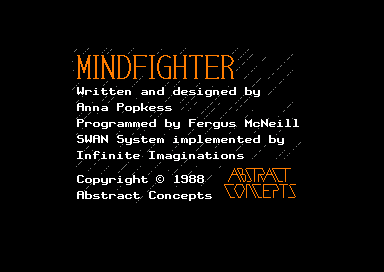 MINDFIGHTER
Written and designed by
Anna Popkess
Programmed by Fergus McNeill
SWAN System implemented by
Infinite Imaginations
Copyright © 1988
Abstract Concepts
ABSTRACT
CONCEPTS